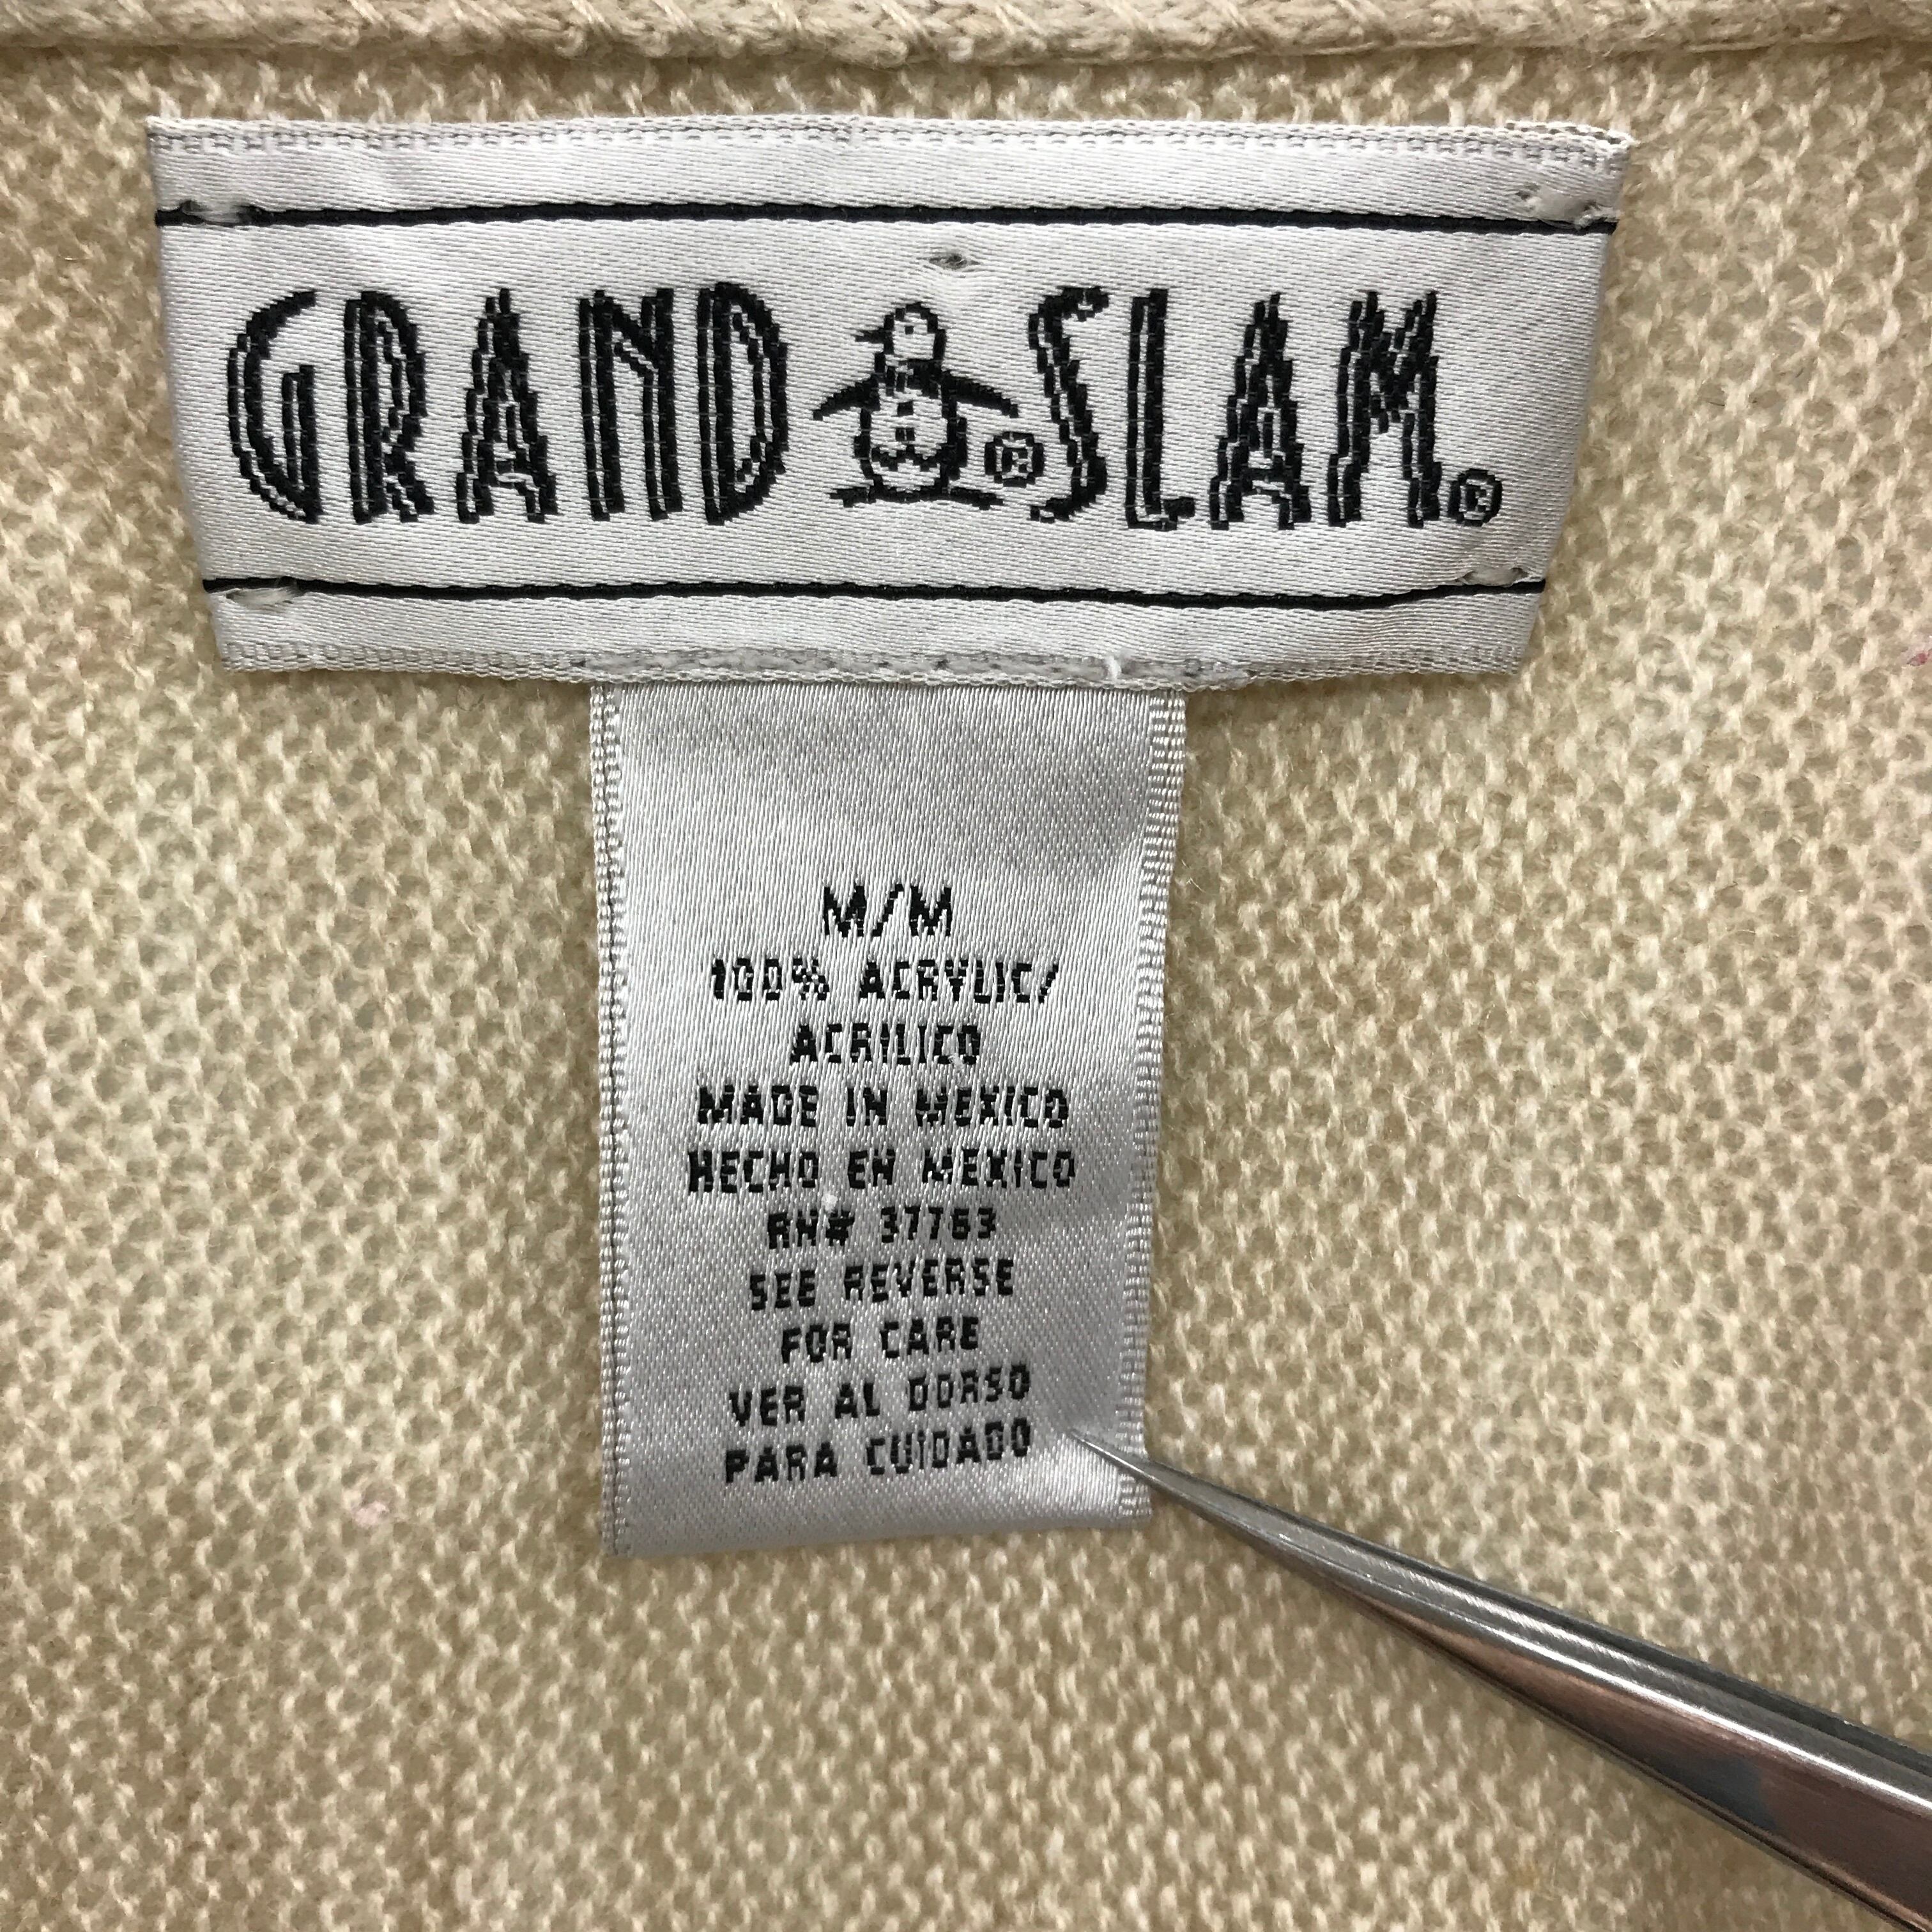 GRAND ® SLAM®
M/M
100% ACRYLIC/
ACRILICO
MADE IN MEXICO
HECHO EN MEXICO
RN# 37763
SEE REVERSE
FOR CARE
VER AL DORSO
PARA CUIDADO